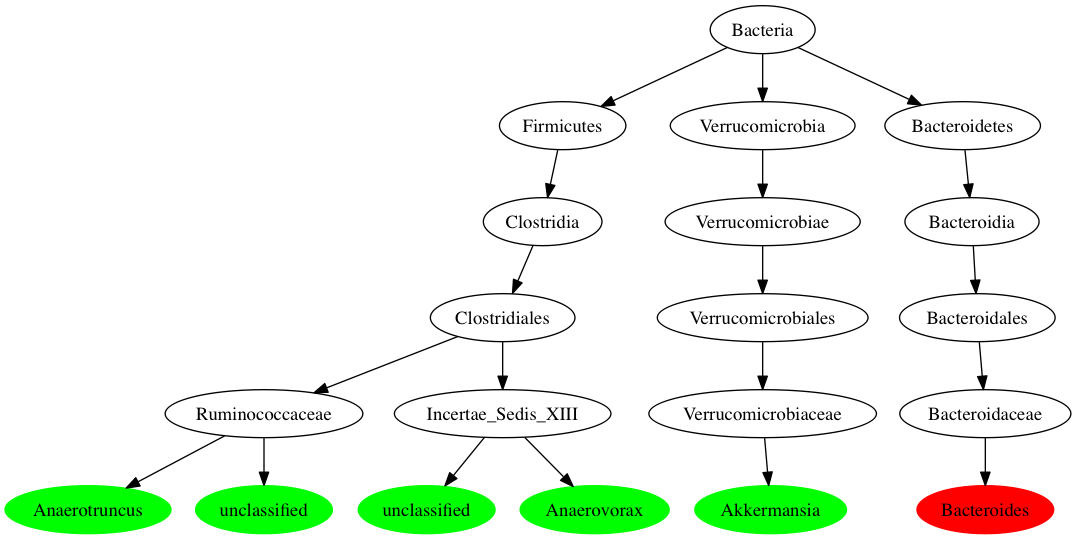 Bacteria
Firmicutes
Verrucomicrobia
Bacteroidetes
Clostridia
Verrucomicrobiae
Bacteroidia
Clostridiales
Verrucomicrobiales
Bacteroidales
Ruminococcaceae
Incertae_Sedis_XIII
Verrucomicrobiaceae
Bacteroidaceae
Anaerotruncus
unclassified
unclassified
Anaerovorax
Akkermansia
Bacteroides